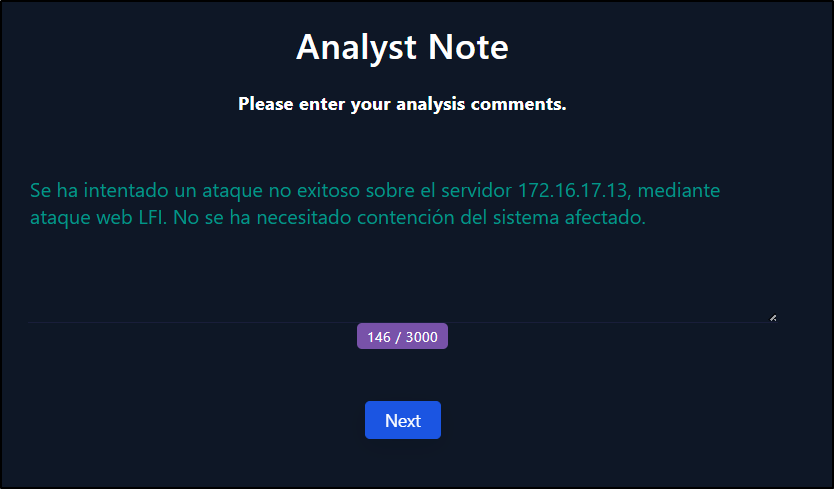 Analyst Note
Please enter your analysis comments.
Se ha intentado un ataque no exitoso sobre el servidor 172.16.17.13, mediante
ataque web LFI. No se ha necesitado contención del sistema afectado.
146 / 3000
Next